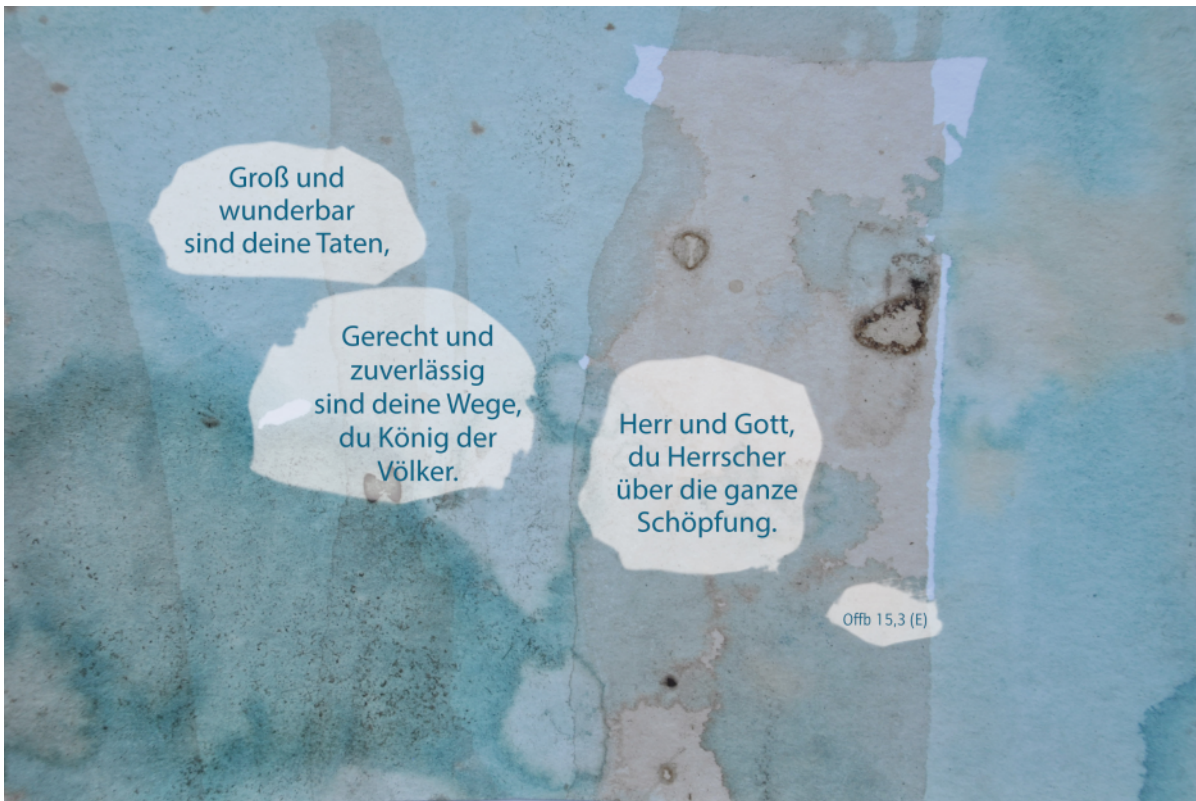 Groß und
wunderbar
sind deine Taten,
Gerecht und
zuverlässig
sind deine Wege,
du König der
Völker.
Herr und Gott,
du Herrscher
über die ganze
Schöpfung.
Offb 15,3 (E)